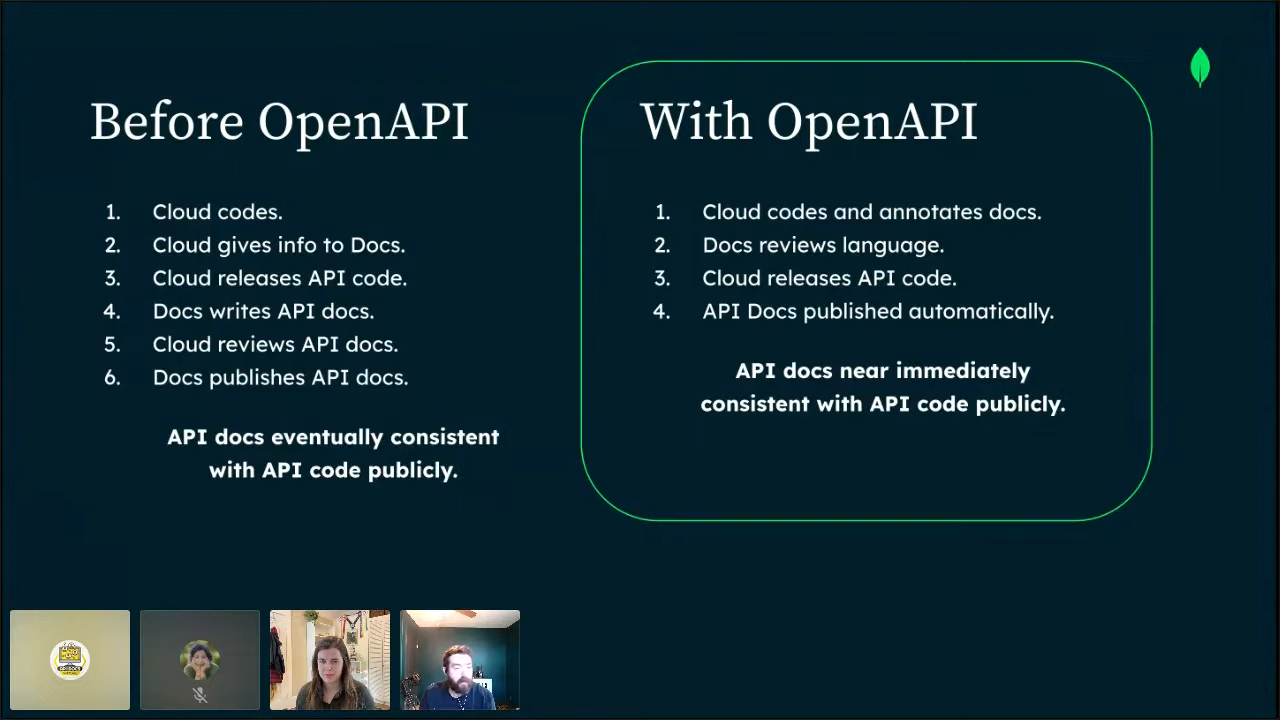 Before OpenAPI
1. Cloud codes.
2. Cloud gives info to Docs.
3. Cloud releases API code.
4. Docs writes API docs.
5. Cloud reviews API docs.
6. Docs publishes API docs.
API docs eventually consistent
with API code publicly.
With OpenAPI
1. Cloud codes and annotates docs.
2. Docs reviews language.
3. Cloud releases API code.
4. API Docs published automatically.
API docs near immediately
consistent with API code publicly.